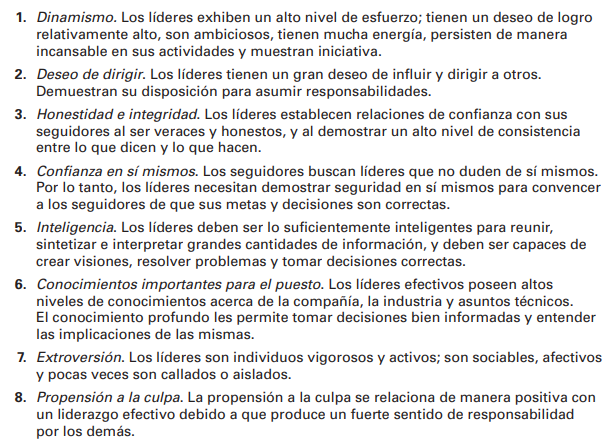 1. Dinamismo. Los líderes exhiben un alto nivel de esfuerzo; tienen un deseo de logro
relativamente alto, son ambiciosos, tienen mucha energía, persisten de manera
incansable en sus actividades y muestran iniciativa.
2. Deseo de dirigir. Los líderes tienen un gran deseo de influir y dirigir a otros.
Demuestran su disposición para asumir responsabilidades.
3. Honestidad e integridad. Los líderes establecen relaciones de confianza con sus
seguidores al ser veraces y honestos, y al demostrar un alto nivel de consistencia
entre lo que dicen y lo que hacen.
4. Confianza en sí mismos. Los seguidores buscan líderes que no duden de sí mismos.
Por lo tanto, los líderes necesitan demostrar seguridad en sí mismos para convencer
a los seguidores de que sus metas y decisiones son correctas.
5. Inteligencia. Los líderes deben ser lo suficientemente inteligentes para reunir,
sintetizar e interpretar grandes cantidades de información, y deben ser capaces de
crear visiones, resolver problemas y tomar decisiones correctas.
6. Conocimientos importantes para el puesto. Los líderes efectivos poseen altos
niveles de conocimientos acerca de la compañía, la industria y asuntos técnicos.
El conocimiento profundo les permite tomar decisiones bien informadas y entender
las implicaciones de las mismas.
7. Extroversión. Los líderes son individuos vigorosos y activos; son sociables, afectivos
y pocas veces son callados o aislados.
8. Propensión a la culpa. La propensión a la culpa se relaciona de manera positiva con
un liderazgo efectivo debido a que produce un fuerte sentido de responsabilidad
por los demás.